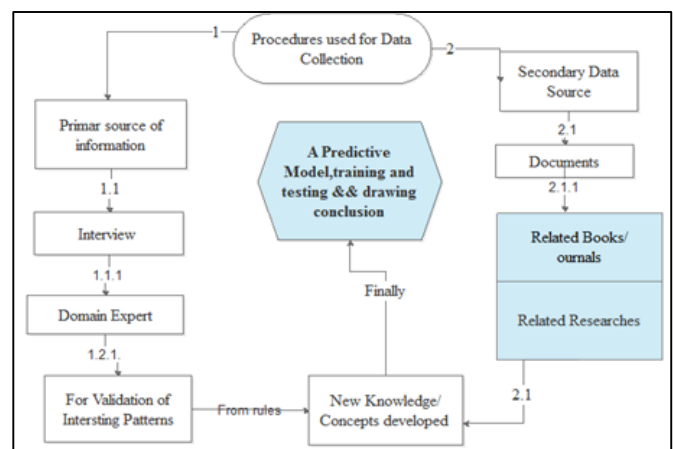 1
Procedures used for Data
Collection
2
Secondary Data
Source
Primar source of
information
2.1
A Predictive
Model,training and
testing && drawing
conclusion
Documents
1.1
2.1.1
Interview
Related Books/
ournals
1.1.1
Finally
Domain Expert
Related Researches
1.2.1.
For Validation of
Intersting Patterns
From rules
New Knowledge/
Concepts developed
2.1